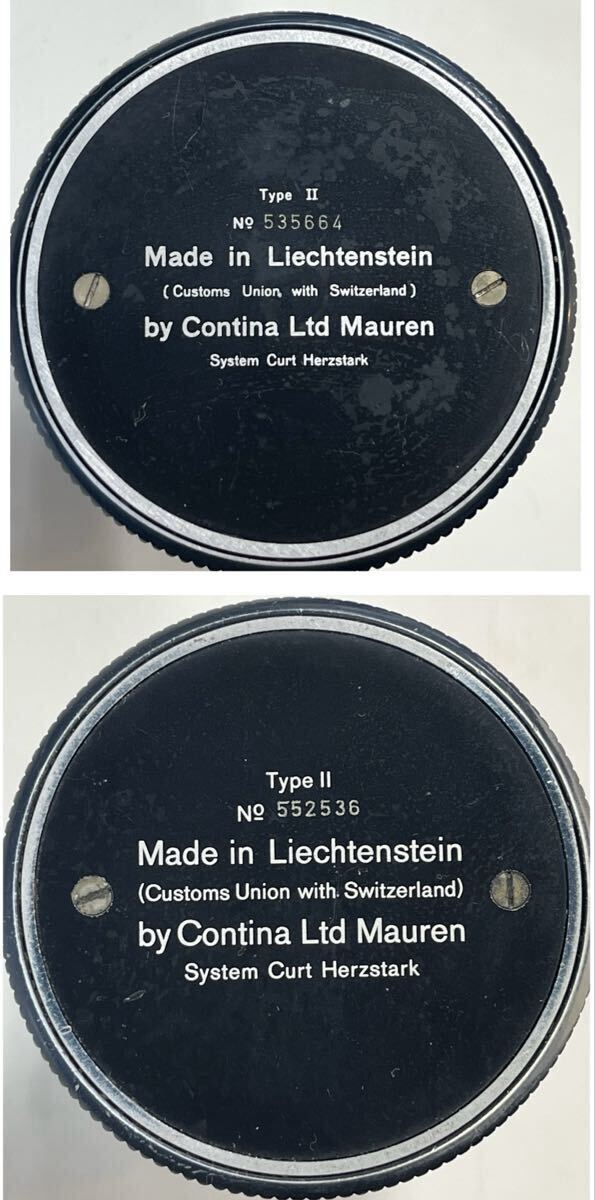 Type II
Nº 535664
Made in Liechtenstein
(Customs Union with Switzerland)
by Contina Ltd Mauren
System Curt Herzstark
Type II
Nº 552536
Made in Liechtenstein
(Customs Union with Switzerland)
by Contina Ltd Mauren
System Curt Herzstark